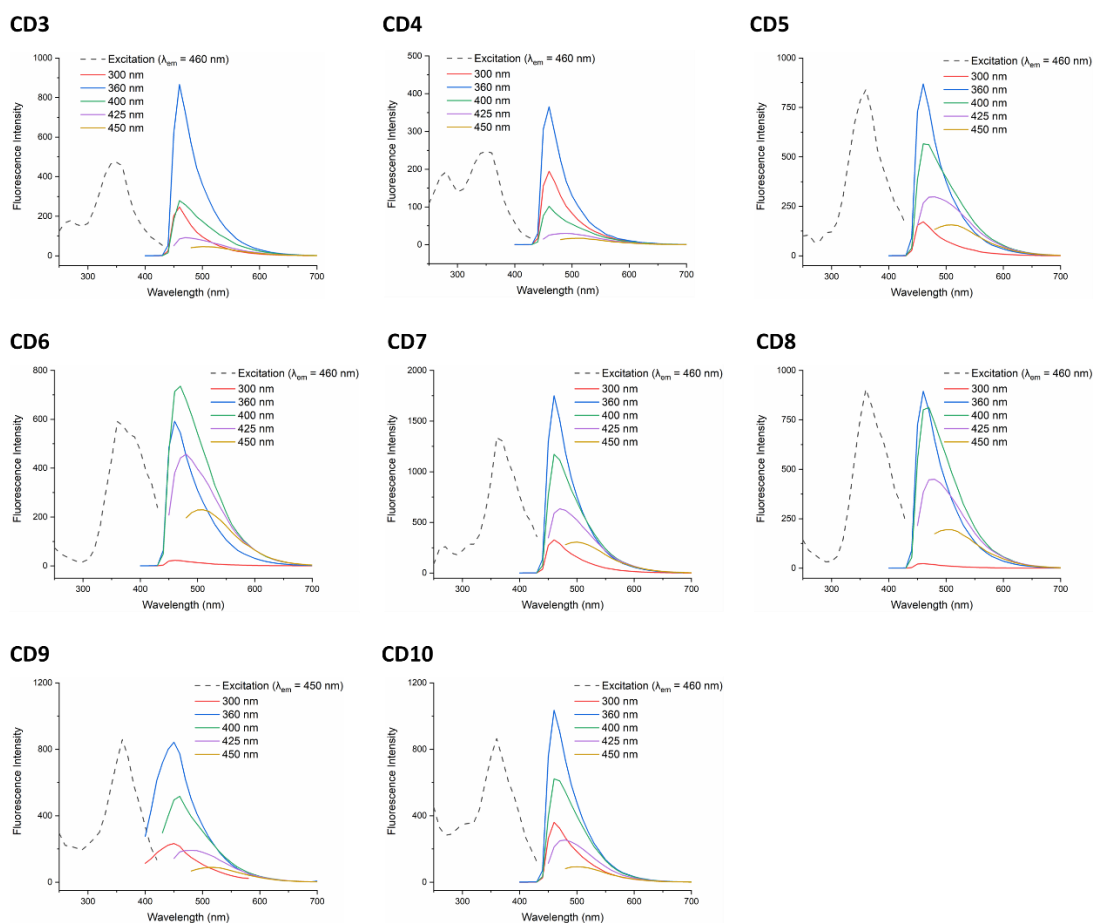 CD3
CD4
CD5
Excitation (λem = 460 nm)
300 nm
360 nm
400 nm
425 nm
450 nm
Fluorescence Intensity
1000
800
600
400
200
0
300
400
500
600
700
Wavelength (nm)
Excitation (λem = 460 nm)
300 nm
360 nm
400 nm
425 nm
450 nm
Fluorescence Intensity
500
400
300
200
100
0
300
400
500
600
700
Wavelength (nm)
Excitation (λem = 460 nm)
300 nm
360 nm
400 nm
425 nm
450 nm
Fluorescence Intensity
1000
750
500
250
0
300
400
500
600
700
Wavelength (nm)
CD6
CD7
CD8
Excitation (λem = 460 nm)
300 nm
360 nm
400 nm
425 nm
450 nm
Fluorescence Intensity
800
600
400
200
0
300
400
500
600
700
Wavelength (nm)
Excitation (λem = 460 nm)
300 nm
360 nm
400 nm
425 nm
450 nm
Fluorescence Intensity
2000
1500
1000
500
0
300
400
500
600
700
Wavelength (nm)
Excitation (λem = 460 nm)
300 nm
360 nm
400 nm
425 nm
450 nm
Fluorescence Intensity
1000
750
500
250
0
300
400
500
600
700
Wavelength (nm)
CD9
CD10
Excitation (λem = 450 nm)
300 nm
360 nm
400 nm
425 nm
450 nm
Fluorescence Intensity
1200
800
400
0
300
400
500
600
700
Wavelength (nm)
Excitation (λem = 460 nm)
300 nm
360 nm
400 nm
425 nm
450 nm
Fluorescence Intensity
1200
800
400
0
300
400
500
600
700
Wavelength (nm)